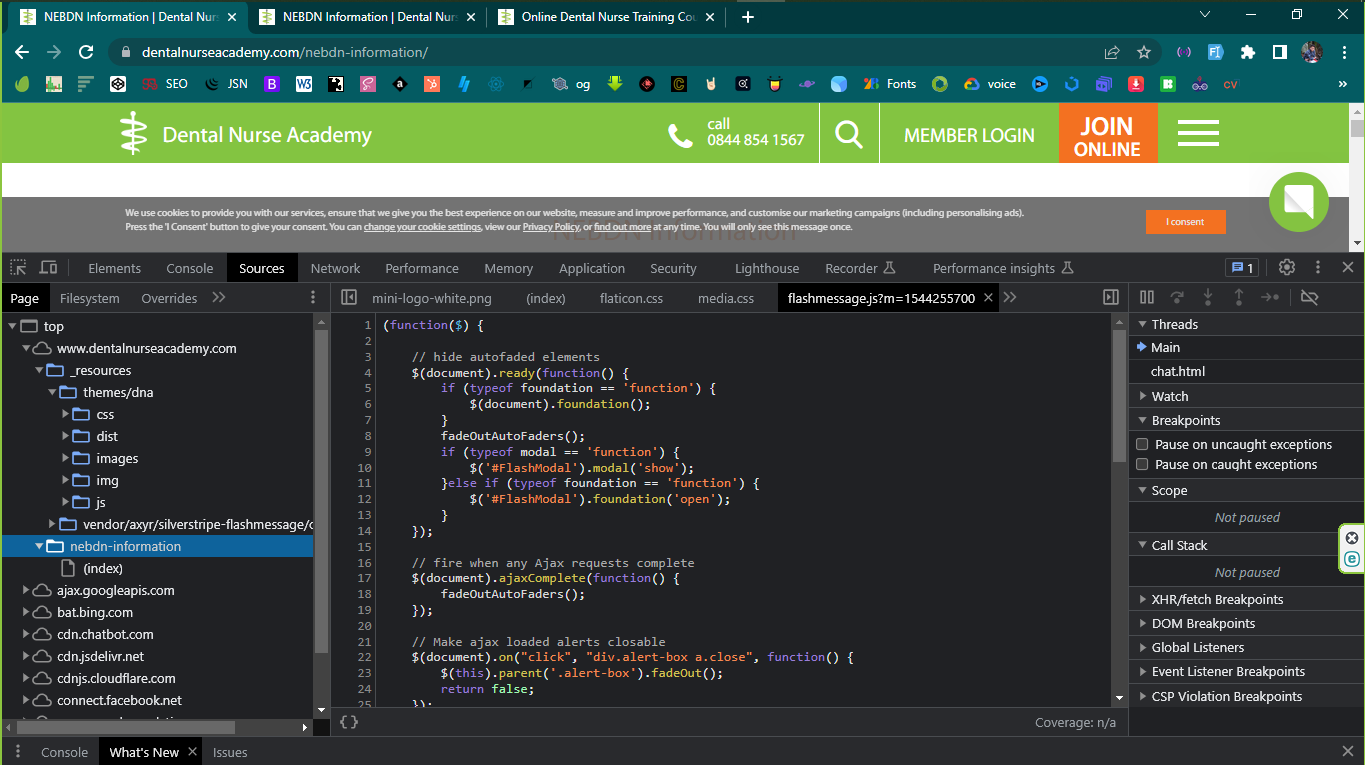 NEBDN Information | Dental Nurs
NEBDN Information | Dental Nurs
Online Dental Nurse Training Cou
dentalnurseacademy.com/nebdn-information/
SEO
JSN
og
Fonts
voice
cv
Dental Nurse Academy
call
0844 854 1567
MEMBER LOGIN
JOIN
ONLINE
NEBDN Information
We use cookies to provide you with our services, ensure that we give you the best experience on our website, measure and improve performance, and customise our marketing campaigns (including personalising ads).
Press the 'I Consent' button to give your consent. You can change your cookie settings, view our Privacy Policy, or find out more at any time. You will only see this message once.
I consent
Elements Console Sources Network Performance Memory Application Security Lighthouse Recorder Performance insights 1
Page Filesystem Overrides
mini-logo-white.png (index) flaticon.css media.css flashmessage.js?m=1544255700
top
www.dentalnurseacademy.com
_resources
themes/dna
css
dist
images
img
js
vendor/axyr/silverstripe-flashmessage/c
nebdn-information
(index)
ajax.googleapis.com
bat.bing.com
cdn.chatbot.com
cdn.jsdelivr.net
cdnjs.cloudflare.com
connect.facebook.net
1 (function($) {
2
3 // hide autofaded elements
4 $(document).ready(function() {
5 if (typeof foundation == 'function') {
6 $(document).foundation();
7 }
8 fadeOutAutoFaders();
9 if (typeof modal == 'function') {
10 $('#FlashModal').modal('show');
11 }else if (typeof foundation == 'function') {
12 $('#FlashModal').foundation('open');
13 }
14 });
15
16 // fire when any Ajax requests complete
17 $(document).ajaxComplete(function() {
18 fadeOutAutoFaders();
19 });
20
21 // Make ajax loaded alerts closable
22 $(document).on("click", "div.alert-box a.close", function() {
23 $(this).parent('.alert-box').fadeOut();
24 return false;
25 });
{} Coverage: n/a
Threads
Main
chat.html
Watch
Breakpoints
Pause on uncaught exceptions
Pause on caught exceptions
Scope
Not paused
Call Stack
Not paused
XHR/fetch Breakpoints
DOM Breakpoints
Global Listeners
Event Listener Breakpoints
CSP Violation Breakpoints
Console What's New Issues